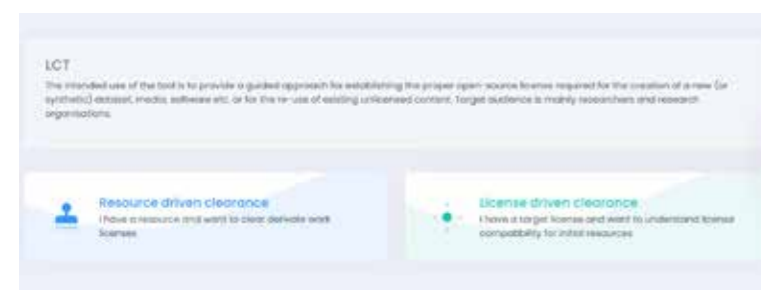 LCT
The intended use of the tool is to provide a guided approach for establishing the proper open-source license required for the creation of a new (or
synthetic) dataset, media, software etc. or for the re-use of existing unlicensed content. Target audience is mainly researchers and research
organisations.
Resource driven clearance
I have a resource and want to clear derivate work
licenses
License driven clearance
I have a target license and want to understand license
compatibility for initial resources